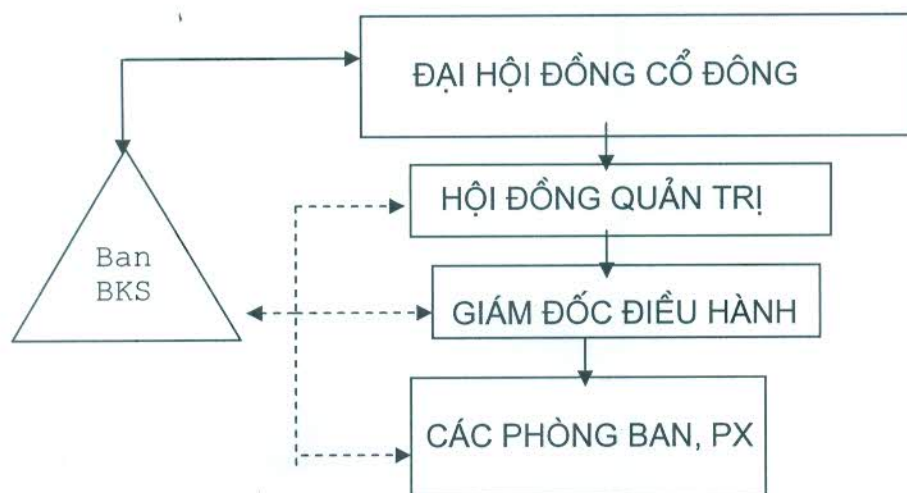 ĐẠI HỘI ĐỒNG CỔ ĐÔNG
HỘI ĐỒNG QUẢN TRỊ
Ban
BKS
GIÁM ĐỐC ĐIỀU HÀNH
CÁC PHÒNG BAN, PX